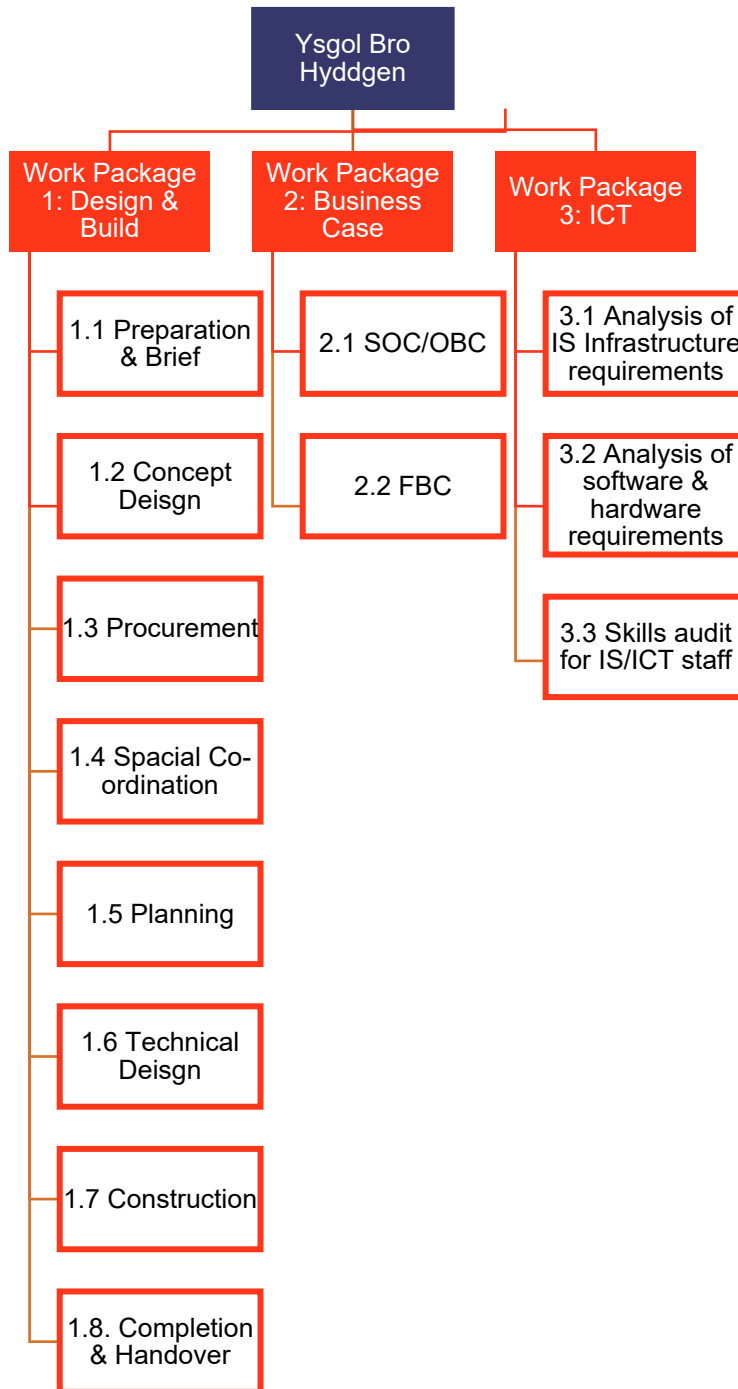 Ysgol Bro
Hyddgen
Work Package
1: Design &
Build
Work Package
2: Business
Case
Work Package
3: ICT
1.1 Preparation
& Brief
1.2 Concept
Deisgn
1.3 Procurement
1.4 Spacial Co-
ordination
1.5 Planning
1.6 Technical
Deisgn
1.7 Construction
1.8. Completion
& Handover
2.1 SOC/OBC
2.2 FBC
3.1 Analysis of
IS Infrastructure
requirements
3.2 Analysis of
software &
hardware
requirements
3.3 Skills audit
for IS/ICT staff